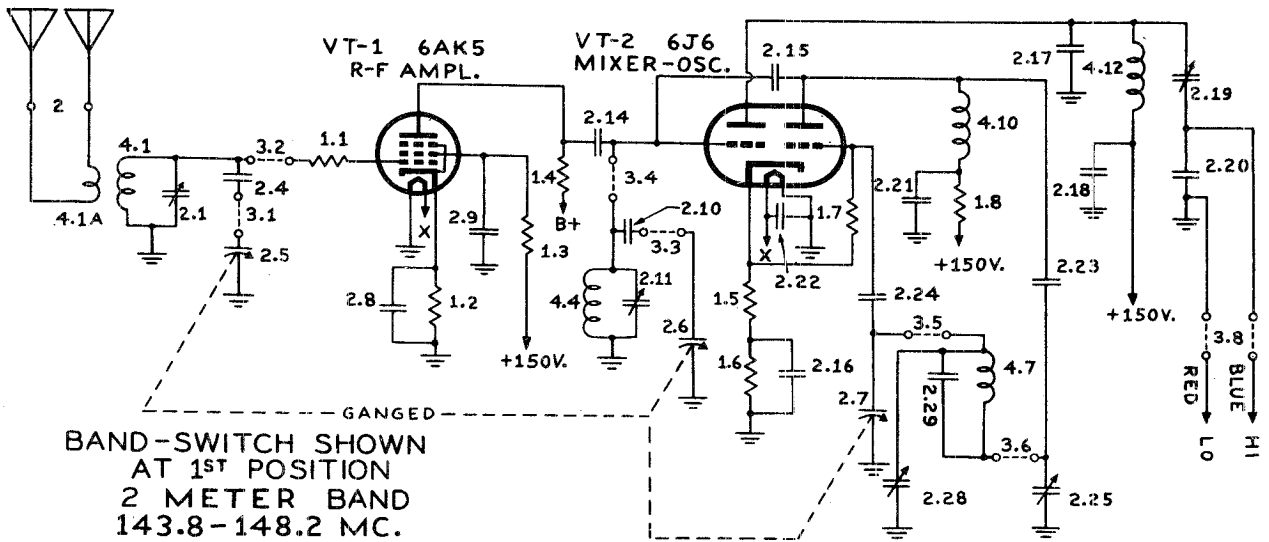 VT-1 6AK5
R-F AMPL.
VT-2 6J6
MIXER-OSC.
2.15
2.17
4.12
2.19
2
4.1
3.2
1.1
2.14
4.10
4.1A
2.1
2.4
3.1
2.5
X
2.9
1.4
B+
1.3
3.4
2.10
3.3
1.7
X
2.22
2.21
1.8
+150V.
2.18
2.20
2.8
1.2
+150V.
4.4
2.11
2.6
1.5
1.6
2.16
2.24
2.23
+150V.
3.5
4.7
2.29
2.7
3.6
2.28
2.25
3.8
RED
BLUE
LO
HI
GANGED
BAND-SWITCH SHOWN
AT 1ST POSITION
2 METER BAND
143.8-148.2 MC.